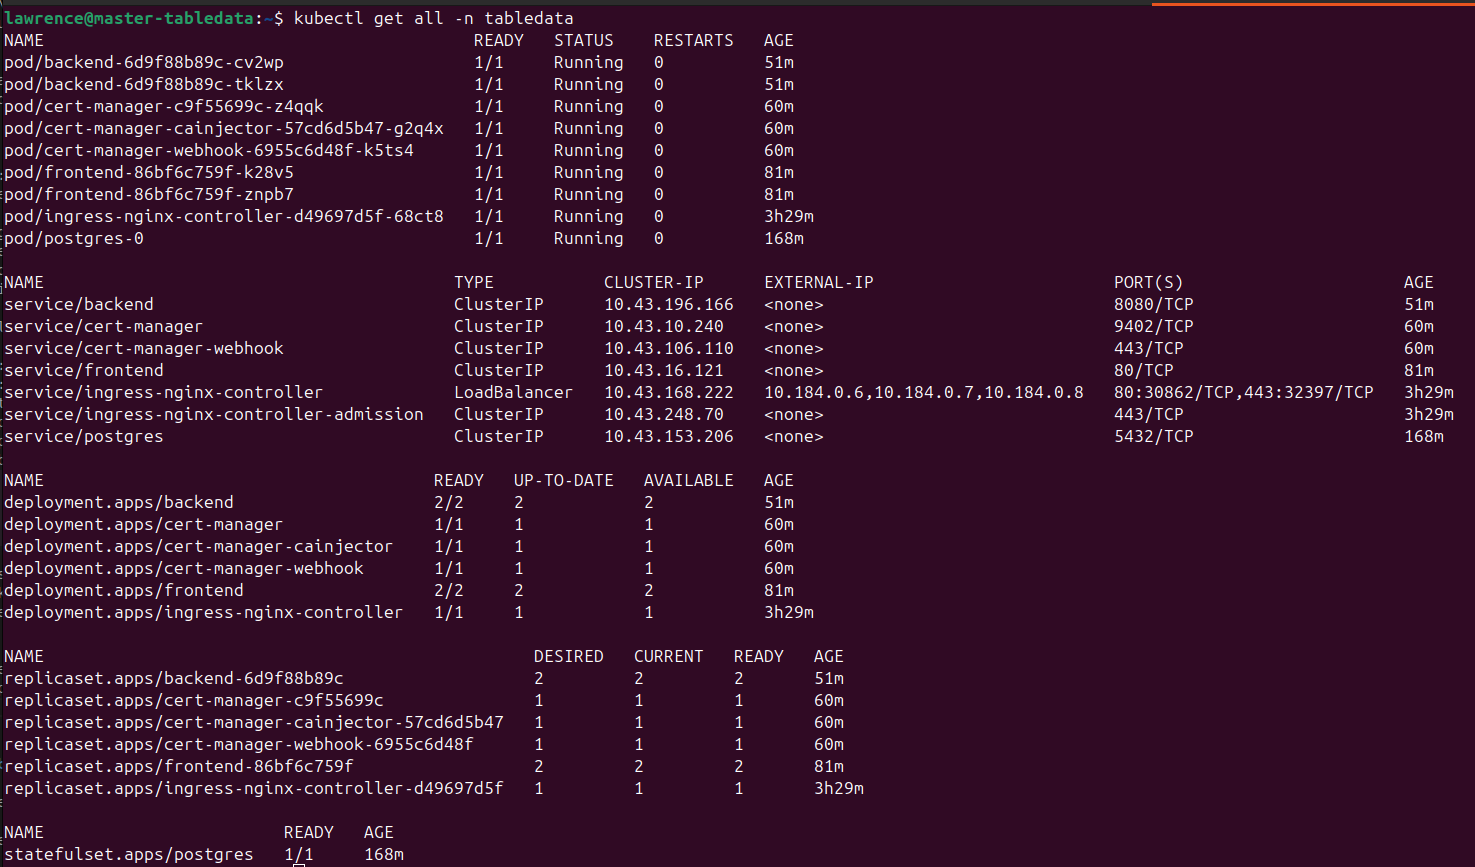 lawrence@master-tabledata:~$ kubectl get all -n tabledata
NAME READY STATUS RESTARTS AGE
pod/backend-6d9f88b89c-cv2wp 1/1 Running 0 51m
pod/backend-6d9f88b89c-tklzx 1/1 Running 0 51m
pod/cert-manager-c9f55699c-z4qqk 1/1 Running 0 60m
pod/cert-manager-cainjector-57cd6d5b47-g2q4x 1/1 Running 0 60m
pod/cert-manager-webhook-6955c6d48f-k5ts4 1/1 Running 0 60m
pod/frontend-86bf6c759f-k28v5 1/1 Running 0 81m
pod/frontend-86bf6c759f-znpb7 1/1 Running 0 81m
pod/ingress-nginx-controller-d49697d5f-68ct8 1/1 Running 0 3h29m
pod/postgres-0 1/1 Running 0 168m
NAME TYPE CLUSTER-IP EXTERNAL-IP PORT(S) AGE
service/backend ClusterIP 10.43.196.166 <none> 8080/TCP 51m
service/cert-manager ClusterIP 10.43.10.240 <none> 9402/TCP 60m
service/cert-manager-webhook ClusterIP 10.43.106.110 <none> 443/TCP 60m
service/frontend ClusterIP 10.43.16.121 <none> 80/TCP 81m
service/ingress-nginx-controller LoadBalancer 10.43.168.222 10.184.0.6,10.184.0.7,10.184.0.8 80:30862/TCP,443:32397/TCP 3h29m
service/ingress-nginx-controller-admission ClusterIP 10.43.248.70 <none> 443/TCP 3h29m
service/postgres ClusterIP 10.43.153.206 <none> 5432/TCP 168m
NAME READY UP-TO-DATE AVAILABLE AGE
deployment.apps/backend 2/2 2 2 51m
deployment.apps/cert-manager 1/1 1 1 60m
deployment.apps/cert-manager-cainjector 1/1 1 1 60m
deployment.apps/cert-manager-webhook 1/1 1 1 60m
deployment.apps/frontend 2/2 2 2 81m
deployment.apps/ingress-nginx-controller 1/1 1 1 3h29m
NAME DESIRED CURRENT READY AGE
replicaset.apps/backend-6d9f88b89c 2 2 2 51m
replicaset.apps/cert-manager-c9f55699c 1 1 1 60m
replicaset.apps/cert-manager-cainjector-57cd6d5b47 1 1 1 60m
replicaset.apps/cert-manager-webhook-6955c6d48f 1 1 1 60m
replicaset.apps/frontend-86bf6c759f 2 2 2 81m
replicaset.apps/ingress-nginx-controller-d49697d5f 1 1 1 3h29m
NAME READY AGE
statefulset.apps/postgres 1/1 168m